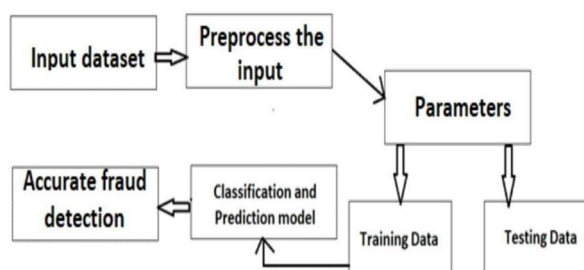 Input dataset
Preprocess the
input
Parameters
Accurate fraud
detection
Classification and
Prediction model
Training Data
Testing Data